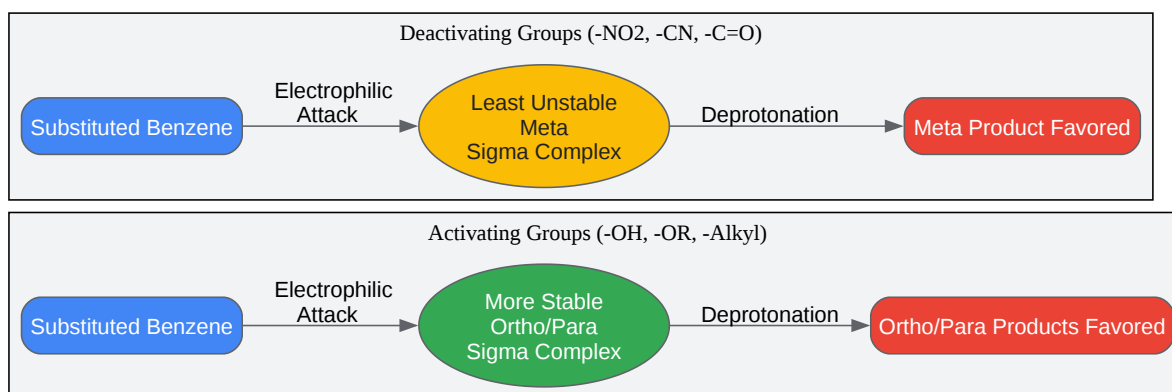 Deactivating Groups (-NO2, -CN, -C=O)
Substituted Benzene
Electrophilic
Attack
Least Unstable
Meta
Sigma Complex
Deprotonation
Meta Product Favored
Activating Groups (-OH, -OR, -Alkyl)
Substituted Benzene
Electrophilic
Attack
More Stable
Ortho/Para
Sigma Complex
Deprotonation
Ortho/Para Products Favored